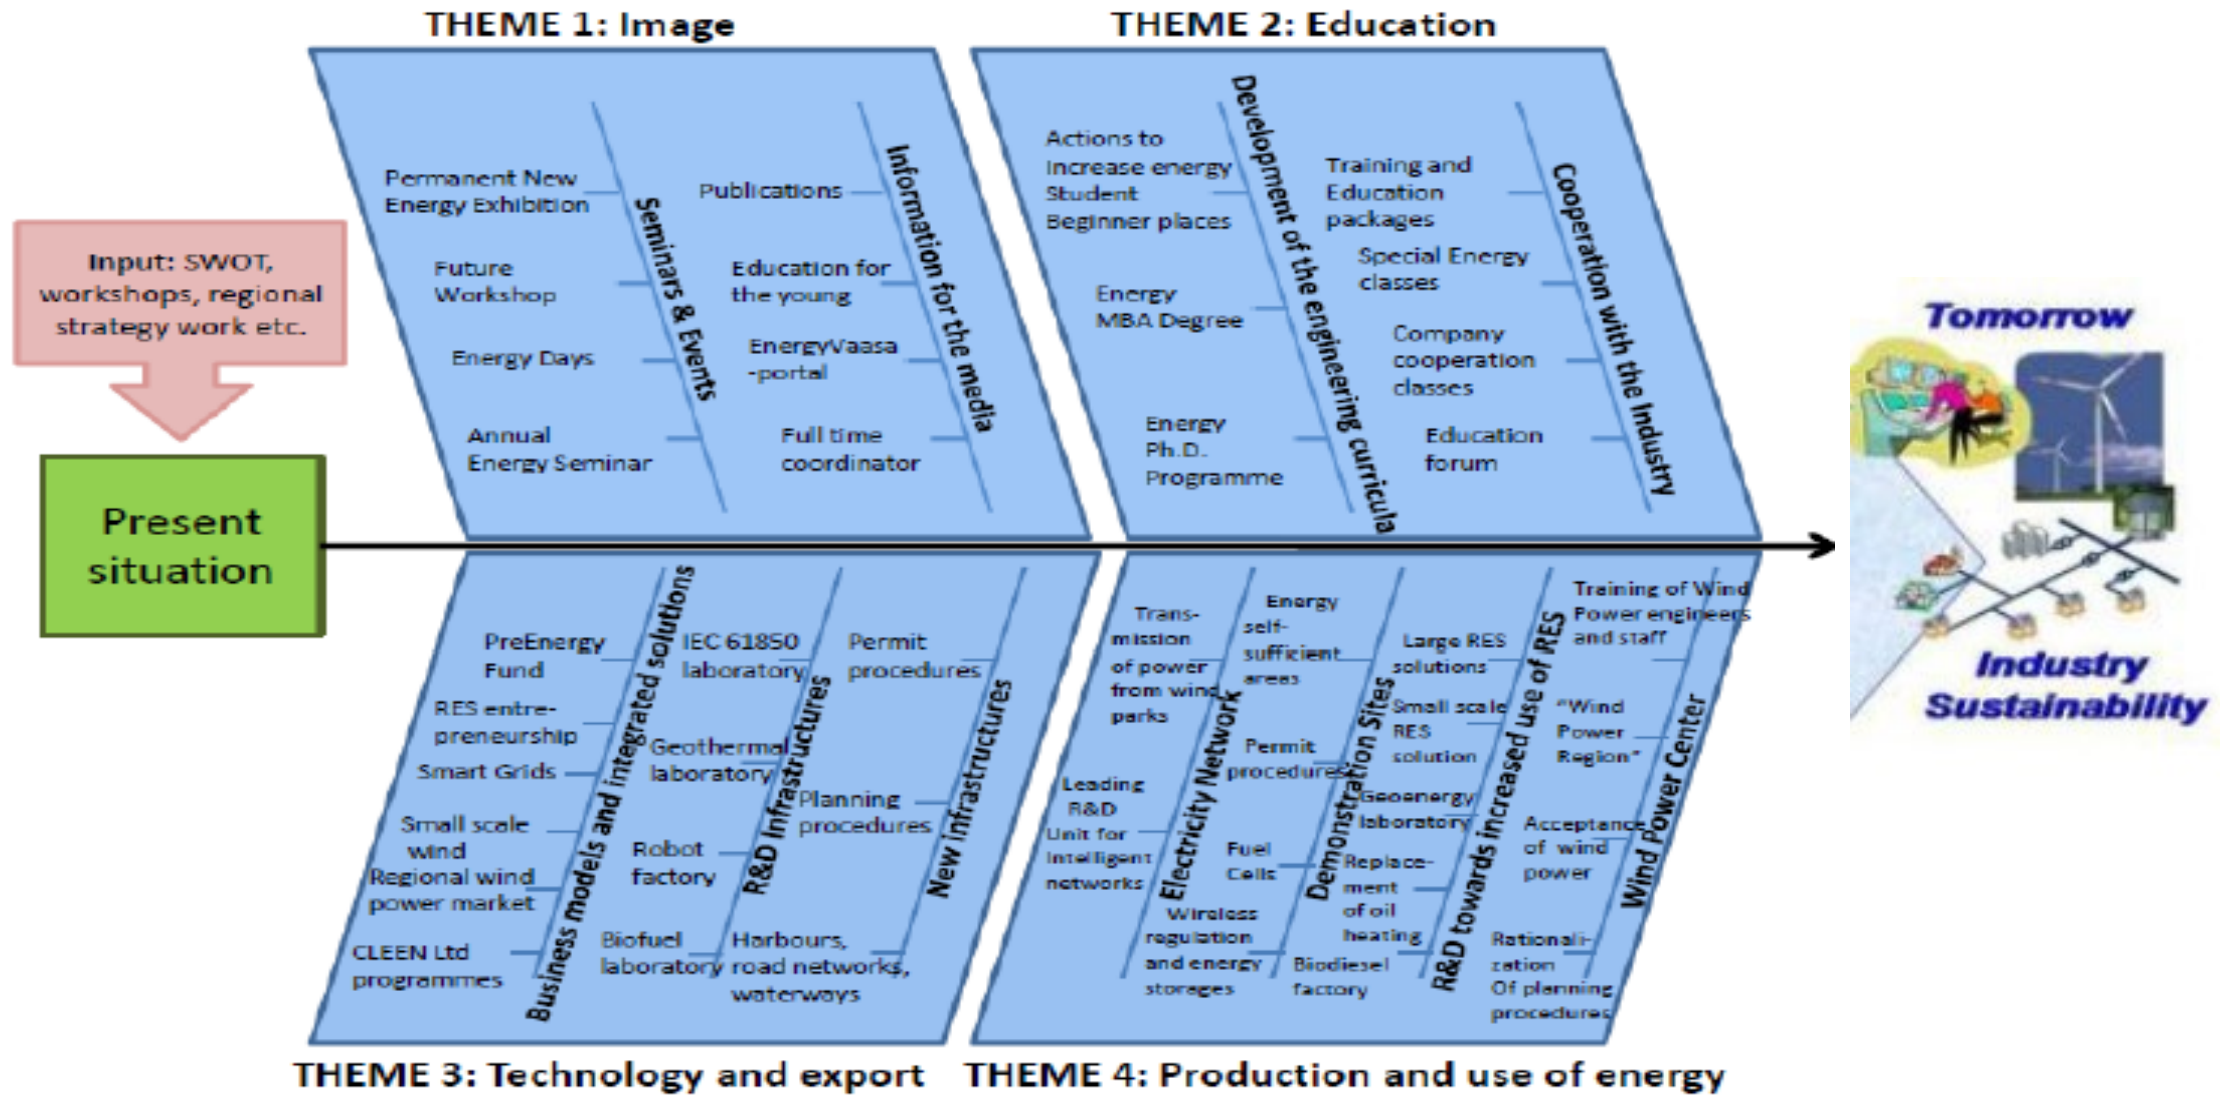 THEME 1: Image
THEME 2: Education
Input: SWOT,
workshops, regional
strategy work etc.
Present
situation
Permanent New
Energy Exhibition
Future
Workshop
Energy Days
Annual
Energy Seminar
Seminars & Events
Publications
Education for
the young
EnergyVaasa
-portal
Full time
coordinator
Information for the media
Actions to
Increase energy
Student
Beginner places
Energy
MBA Degree
Energy
Ph.D.
Programme
Development of the engineering curricula
Training and
Education
packages
Special Energy
classes
Company
cooperation
classes
Education
forum
Cooperation with the Industry
PreEnergy
Fund
RES entre-
preneurship
Smart Grids
Small scale
wind
Regional wind
power market
CLEEN Ltd
programmes
Business models and integrated solutions
IEC 61850
laboratory
Geothermal
laboratory
Robot
factory
Biofuel
laboratory
R&D Infrastructures
Permit
procedures
Planning
procedures
Harbours,
road networks,
waterways
New infrastructures
Trans-
mission
of power
from wind
parks
Leading
R&D
Unit for
Intelligent
networks
Electricity Network
Energy
self-
sufficient
areas
Permit
procedures
Fuel
Cells
Wireless
regulation
and energy
storages
Demonstration Sites
Large RES
solutions
Small scale
RES
solution
Geoenergy
laboratory
Replace-
ment
of oil
heating
Biodiesel
factory
R&D towards increased use of RES
Training of Wind
Power engineers
and staff
"Wind
Power
Region"
Acceptance
of wind
power
Rationali-
zation
Of planning
procedures
Wind Power Center
THEME 3: Technology and export
THEME 4: Production and use of energy
Tomorrow
Industry
Sustainability